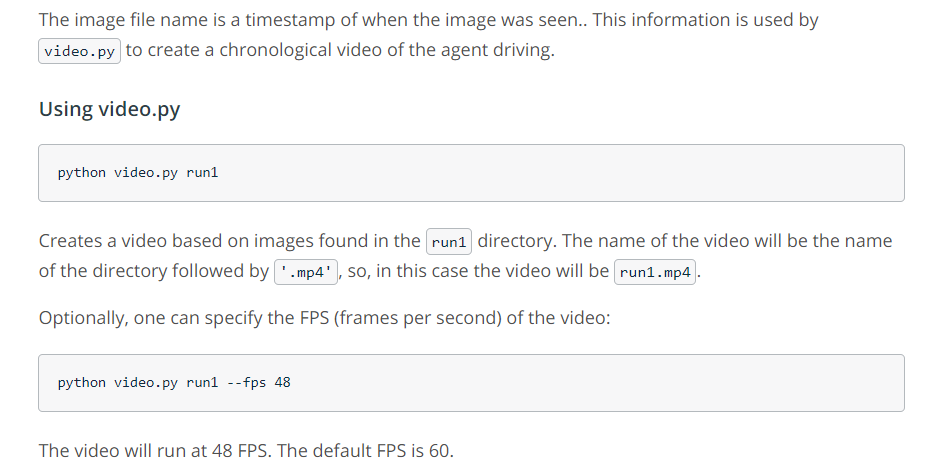 The image file name is a timestamp of when the image was seen.. This information is used by
video.py to create a chronological video of the agent driving.
Using video.py
python video.py run1
Creates a video based on images found in the run1 directory. The name of the video will be the name
of the directory followed by '.mp4', so, in this case the video will be run1.mp4.
Optionally, one can specify the FPS (frames per second) of the video:
python video.py run1 --fps 48
The video will run at 48 FPS. The default FPS is 60.